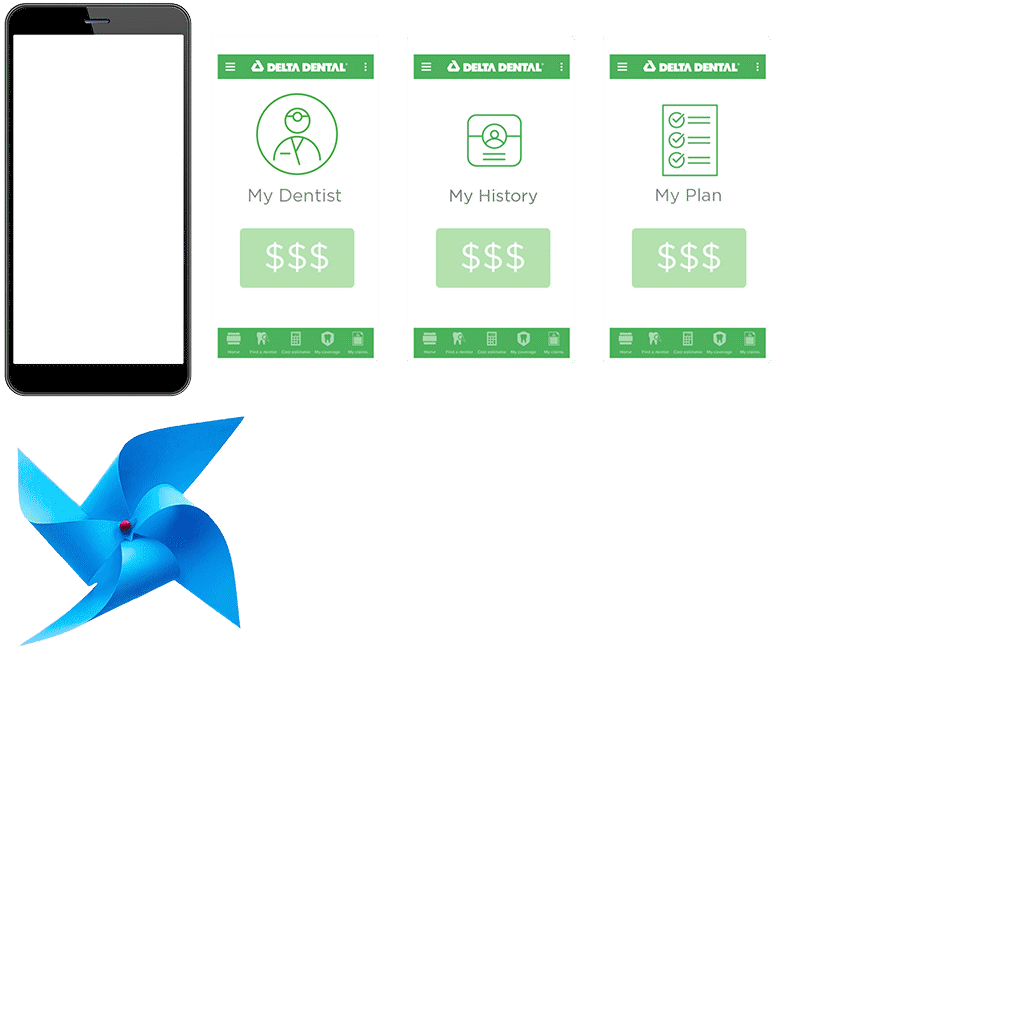 DELTA DENTAL
My Dentist
$$$
Home Find a dentist Cost estimator My coverage My claims
DELTA DENTAL
My History
$$$
Home Find a dentist Cost estimator My coverage My claims
DELTA DENTAL
My Plan
$$$
Home Find a dentist Cost estimator My coverage My claims